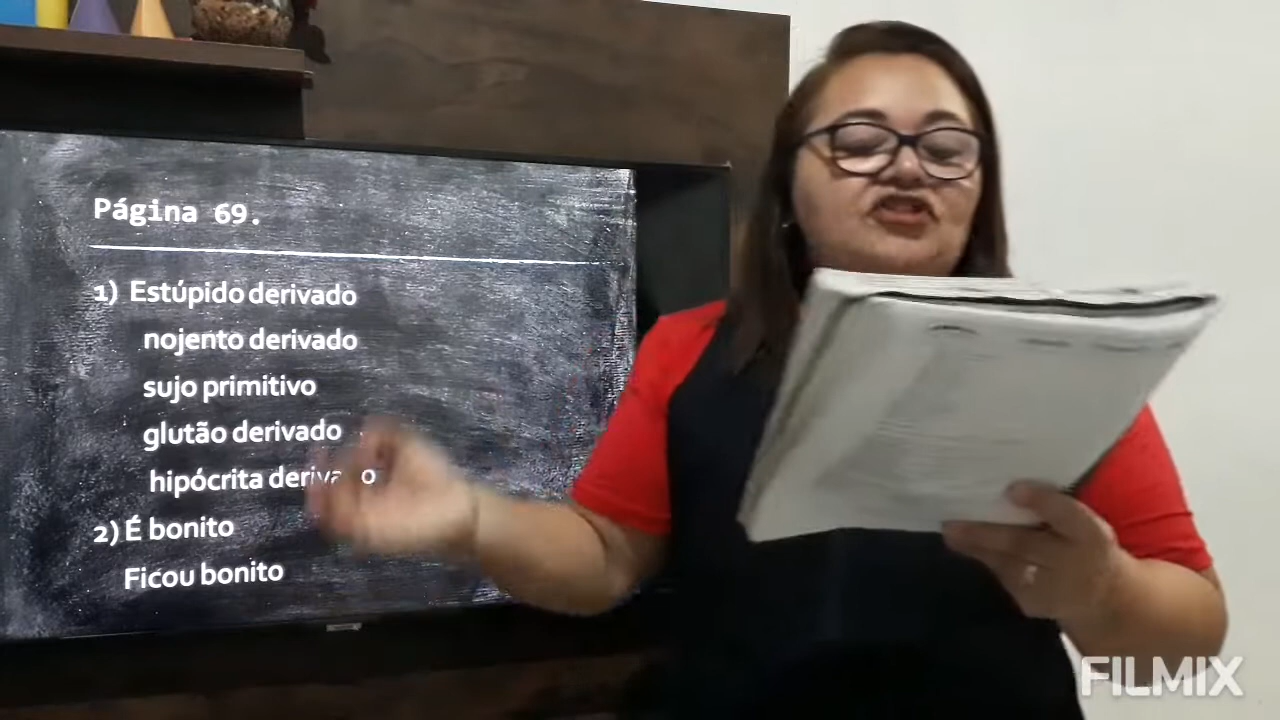 Página 69.
1) Estúpido derivado
nojento derivado
sujo primitivo
glutão derivado
hipócrita
2) É bonito
Ficou bonito
FILMIX